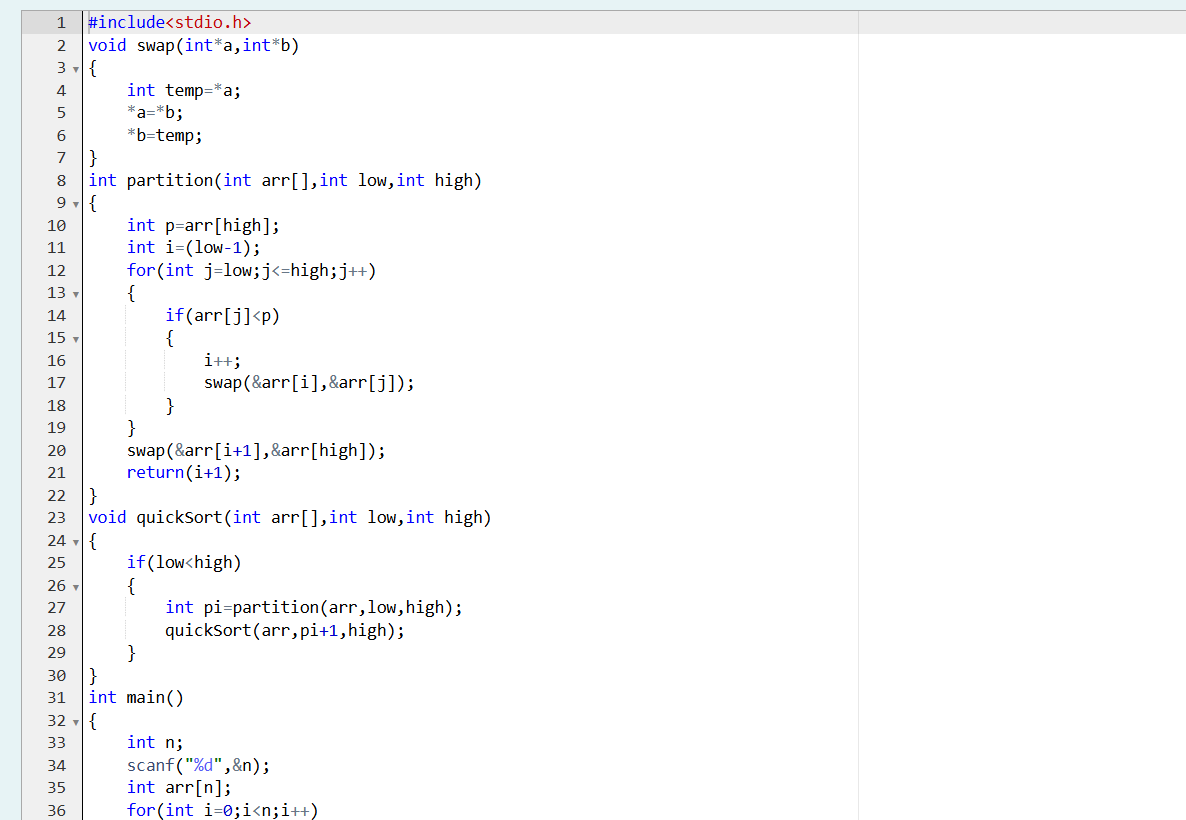 1 #include<stdio.h>
2 void swap(int*a,int*b)
3 {
4     int temp=*a;
5     *a=*b;
6     *b=temp;
7 }
8 int partition(int arr[],int low,int high)
9 {
10     int p=arr[high];
11     int i=(low-1);
12     for(int j=low;j<=high;j++)
13     {
14         if(arr[j]<p)
15         {
16             i++;
17             swap(&arr[i],&arr[j]);
18         }
19     }
20     swap(&arr[i+1],&arr[high]);
21     return(i+1);
22 }
23 void quickSort(int arr[],int low,int high)
24 {
25     if(low<high)
26     {
27         int pi=partition(arr,low,high);
28         quickSort(arr,pi+1,high);
29     }
30 }
31 int main()
32 {
33     int n;
34     scanf("%d",&n);
35     int arr[n];
36     for(int i=0;i<n;i++)